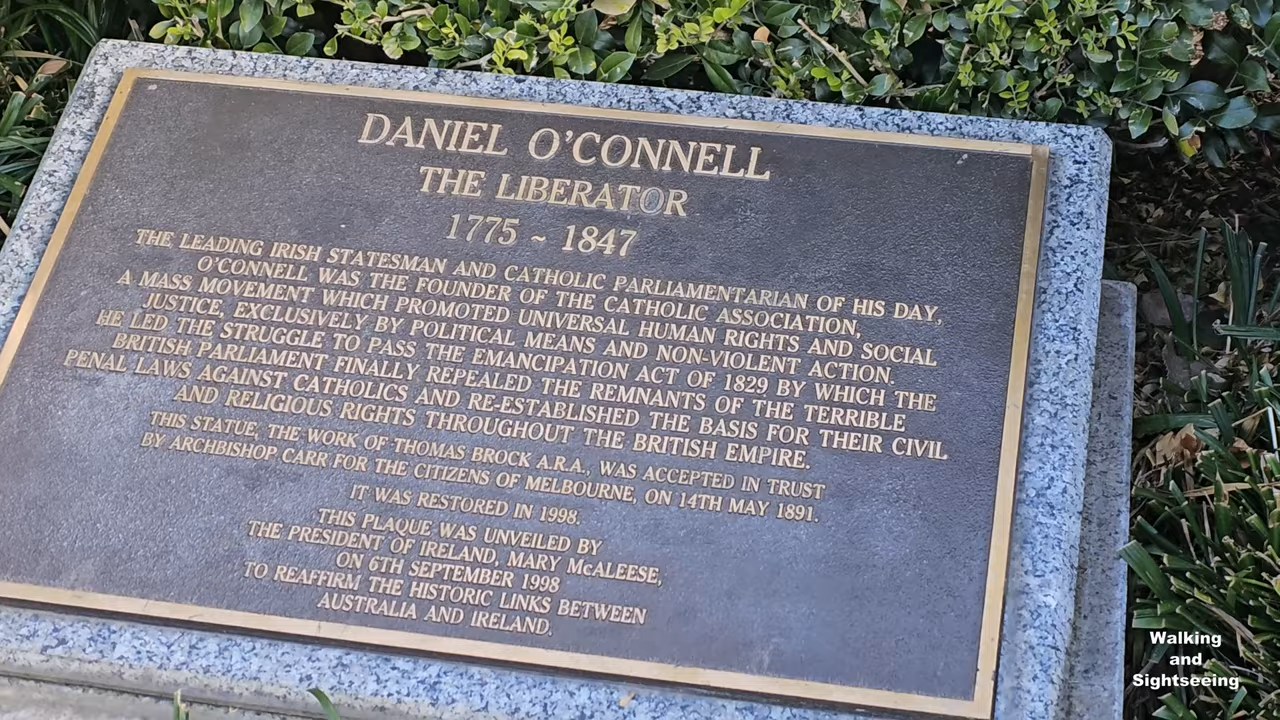 DANIEL O'CONNELL
THE LIBERATOR
1775 ~ 1847
THE LEADING IRISH STATESMAN AND CATHOLIC PARLIAMENTARIAN OF HIS DAY,
O'CONNELL WAS THE FOUNDER OF THE CATHOLIC ASSOCIATION,
A MASS MOVEMENT WHICH PROMOTED UNIVERSAL HUMAN RIGHTS AND SOCIAL
JUSTICE, EXCLUSIVELY BY POLITICAL MEANS AND NON-VIOLENT ACTION.
HE LED THE STRUGGLE TO PASS THE EMANCIPATION ACT OF 1829 BY WHICH THE
BRITISH PARLIAMENT FINALLY REPEALED THE REMNANTS OF THE TERRIBLE
PENAL LAWS AGAINST CATHOLICS AND RE-ESTABLISHED THE BASIS FOR THEIR CIVIL
AND RELIGIOUS RIGHTS THROUGHOUT THE BRITISH EMPIRE.
THIS STATUE, THE WORK OF THOMAS BROCK A.R.A., WAS ACCEPTED IN TRUST
BY ARCHBISHOP CARR FOR THE CITIZENS OF MELBOURNE, ON 14TH MAY 1891.
IT WAS RESTORED IN 1998.
THIS PLAQUE WAS UNVEILED BY
THE PRESIDENT OF IRELAND, MARY McALEESE,
ON 6TH SEPTEMBER 1998
TO REAFFIRM THE HISTORIC LINKS BETWEEN
AUSTRALIA AND IRELAND.
Walking
and
Sightseeing